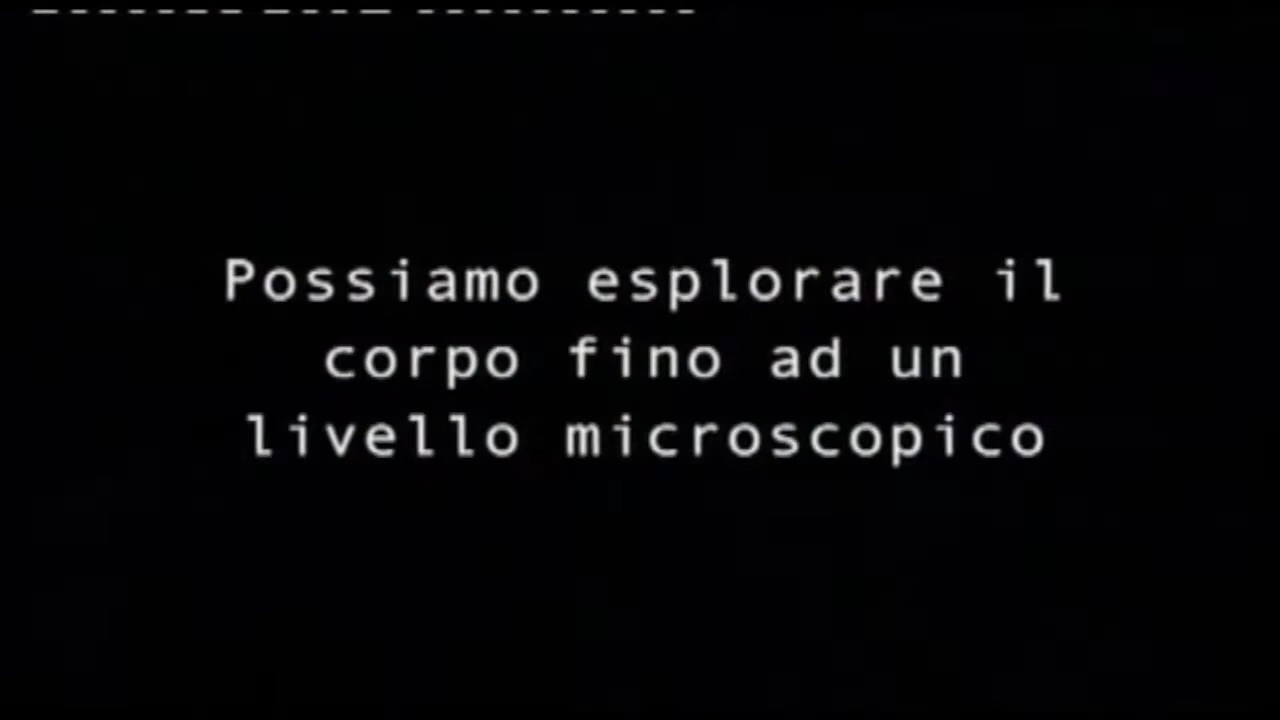 Possiamo esplorare il
corpo fino ad un
livello microscopico